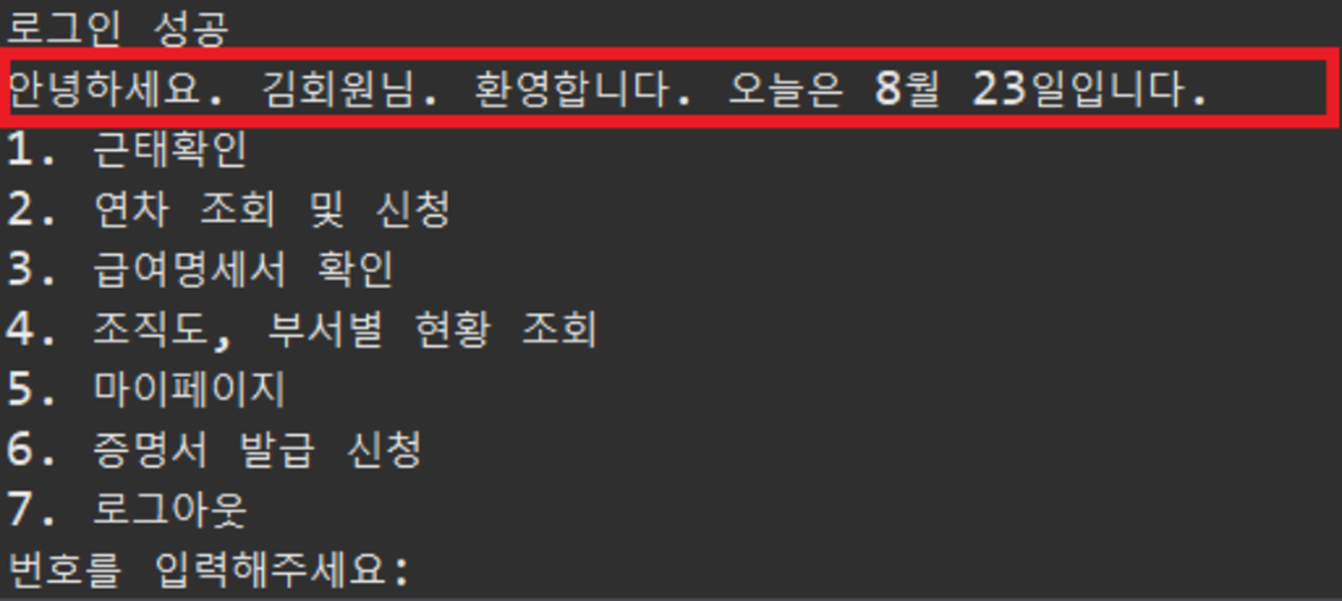 로그인 성공
안녕하세요. 김회원님. 환영합니다. 오늘은 8월 23일입니다.
1. 근태확인
2. 연차 조회 및 신청
3. 급여명세서 확인
4. 조직도, 부서별 현황 조회
5. 마이페이지
6. 증명서 발급 신청
7. 로그아웃
번호를 입력해주세요: